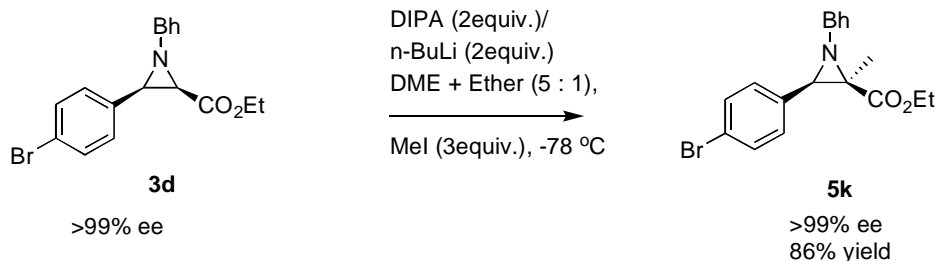 Bh
N
CO2Et
Br
3d
>99% ee
DIPA (2equiv.)/
n-BuLi (2equiv.)
DME + Ether (5 : 1),
MeI (3equiv.), -78 °C
Bh
N
CO2Et
Br
5k
>99% ee
86% yield